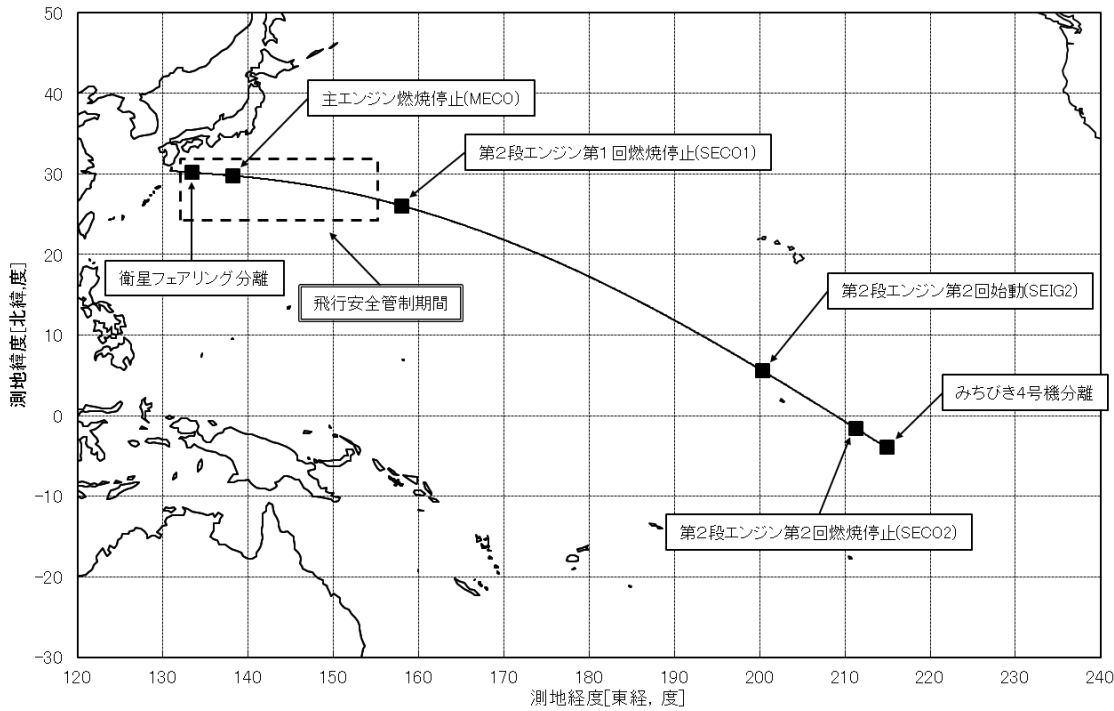 50
40
30
20
10
0
-10
-20
-30
測地緯度[北緯,度]
主エンジン燃焼停止(MECO)
第2段エンジン第1回燃焼停止(SECO1)
衛星フェアリング分離
飛行安全管制期間
第2段エンジン第2回始動(SEIG2)
みちびき4号機分離
第2段エンジン第2回燃焼停止(SECO2)
120 130 140 150 160 170 180 190 200 210 220 230 240
測地経度[東経, 度]